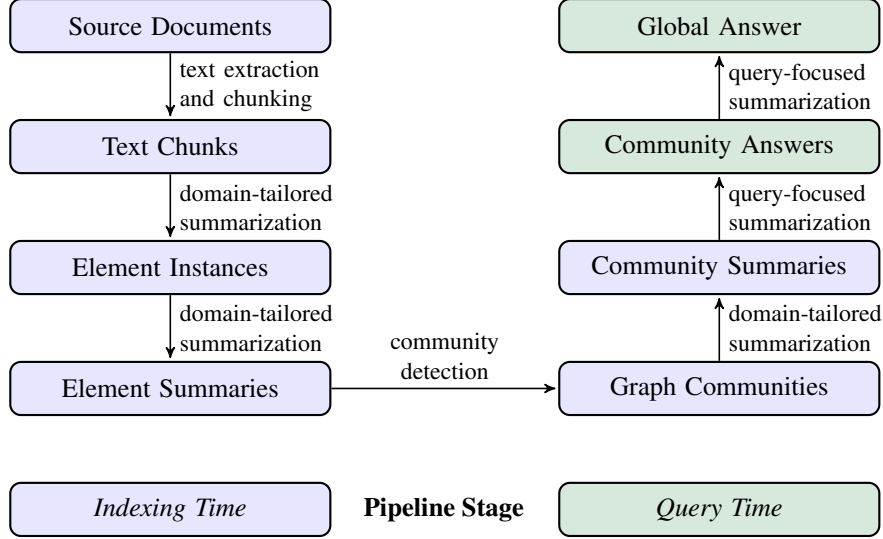 Source Documents
text extraction
and chunking
Text Chunks
domain-tailored
summarization
Element Instances
domain-tailored
summarization
Element Summaries
community
detection
Global Answer
query-focused
summarization
Community Answers
query-focused
summarization
Community Summaries
domain-tailored
summarization
Graph Communities
Indexing Time
Pipeline Stage
Query Time